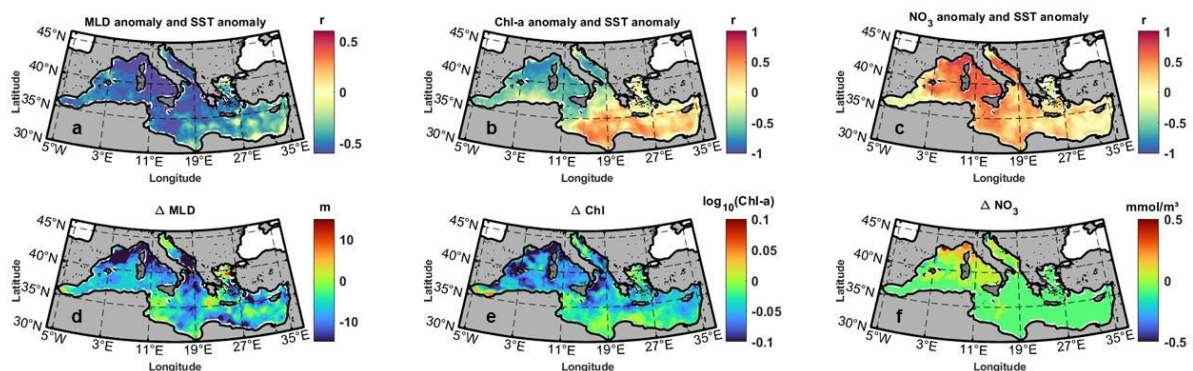 MLD anomaly and SST anomaly
r
45°N
40°N
35°N
30°N
5°W
3°E
11°E
19°E
27°E
35°E
Latitude
Longitude
0.5
0
-0.5
a
Chl-a anomaly and SST anomaly
r
45°N
40°N
35°N
30°N
5°W
3°E
11°E
19°E
27°E
35°E
Latitude
Longitude
1
0.5
0
-0.5
-1
b
NO3 anomaly and SST anomaly
r
45°N
40°N
35°N
30°N
5°W
3°E
11°E
19°E
27°E
35°E
Latitude
Longitude
1
0.5
0
-0.5
-1
c
Δ MLD
m
45°N
40°N
35°N
30°N
5°W
3°E
11°E
19°E
27°E
35°E
Latitude
Longitude
10
0
-10
d
Δ Chl
log10(Chl-a)
45°N
40°N
35°N
30°N
5°W
3°E
11°E
19°E
27°E
35°E
Latitude
Longitude
0.1
0.05
0
-0.05
-0.1
e
Δ NO3
mmol/m³
45°N
40°N
35°N
30°N
5°W
3°E
11°E
19°E
27°E
35°E
Latitude
Longitude
0.5
0
-0.5
f